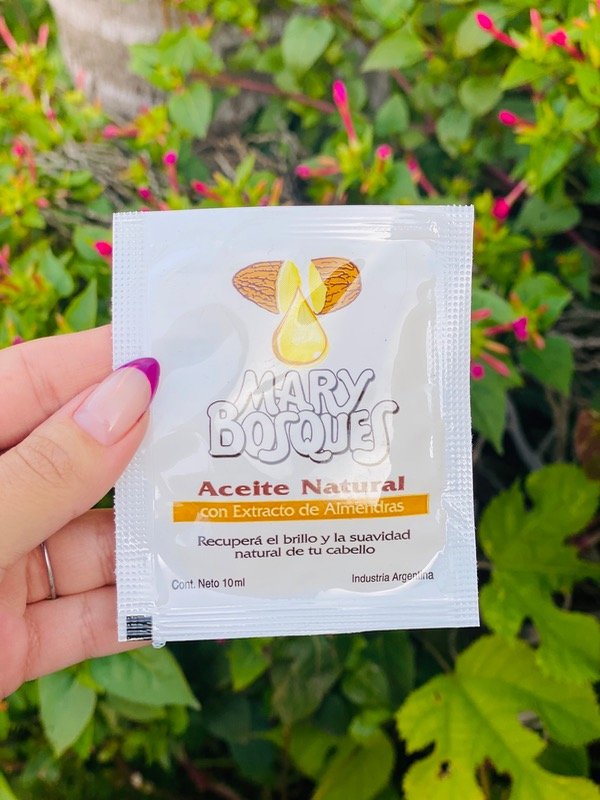 MARY
BOSQUES
Aceite Natural
con Extracto de Almendras
Recuperá el brillo y la suavidad
natural de tu cabello
Cont. Neto 10ml
Industria Argentina